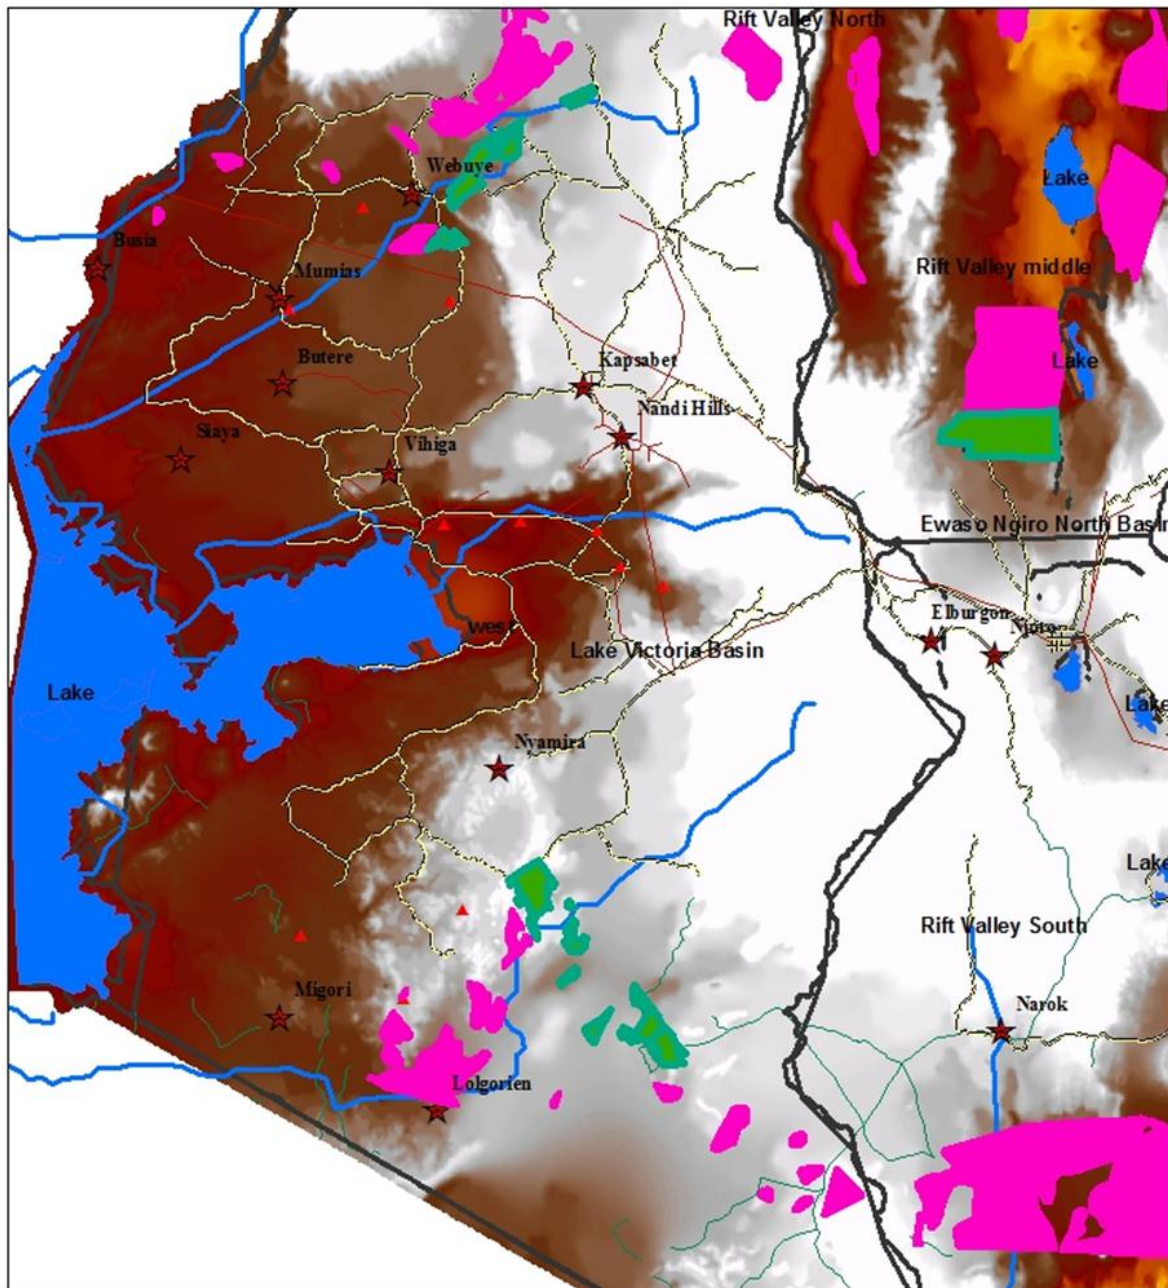 Rift Valley North
Webuye
Lake
Busia
Rift Valley middle
Mumias
Butere
Kapsabet
Lake
Nandi Hills
Siaya
Vihiga
Ewaso Ngiro North Basin
Elburgon
Njoro
west
Lake Victoria Basin
Lake
Lake
Nyamira
Lake
Rift Valley South
Migori
Narok
Lolgorien